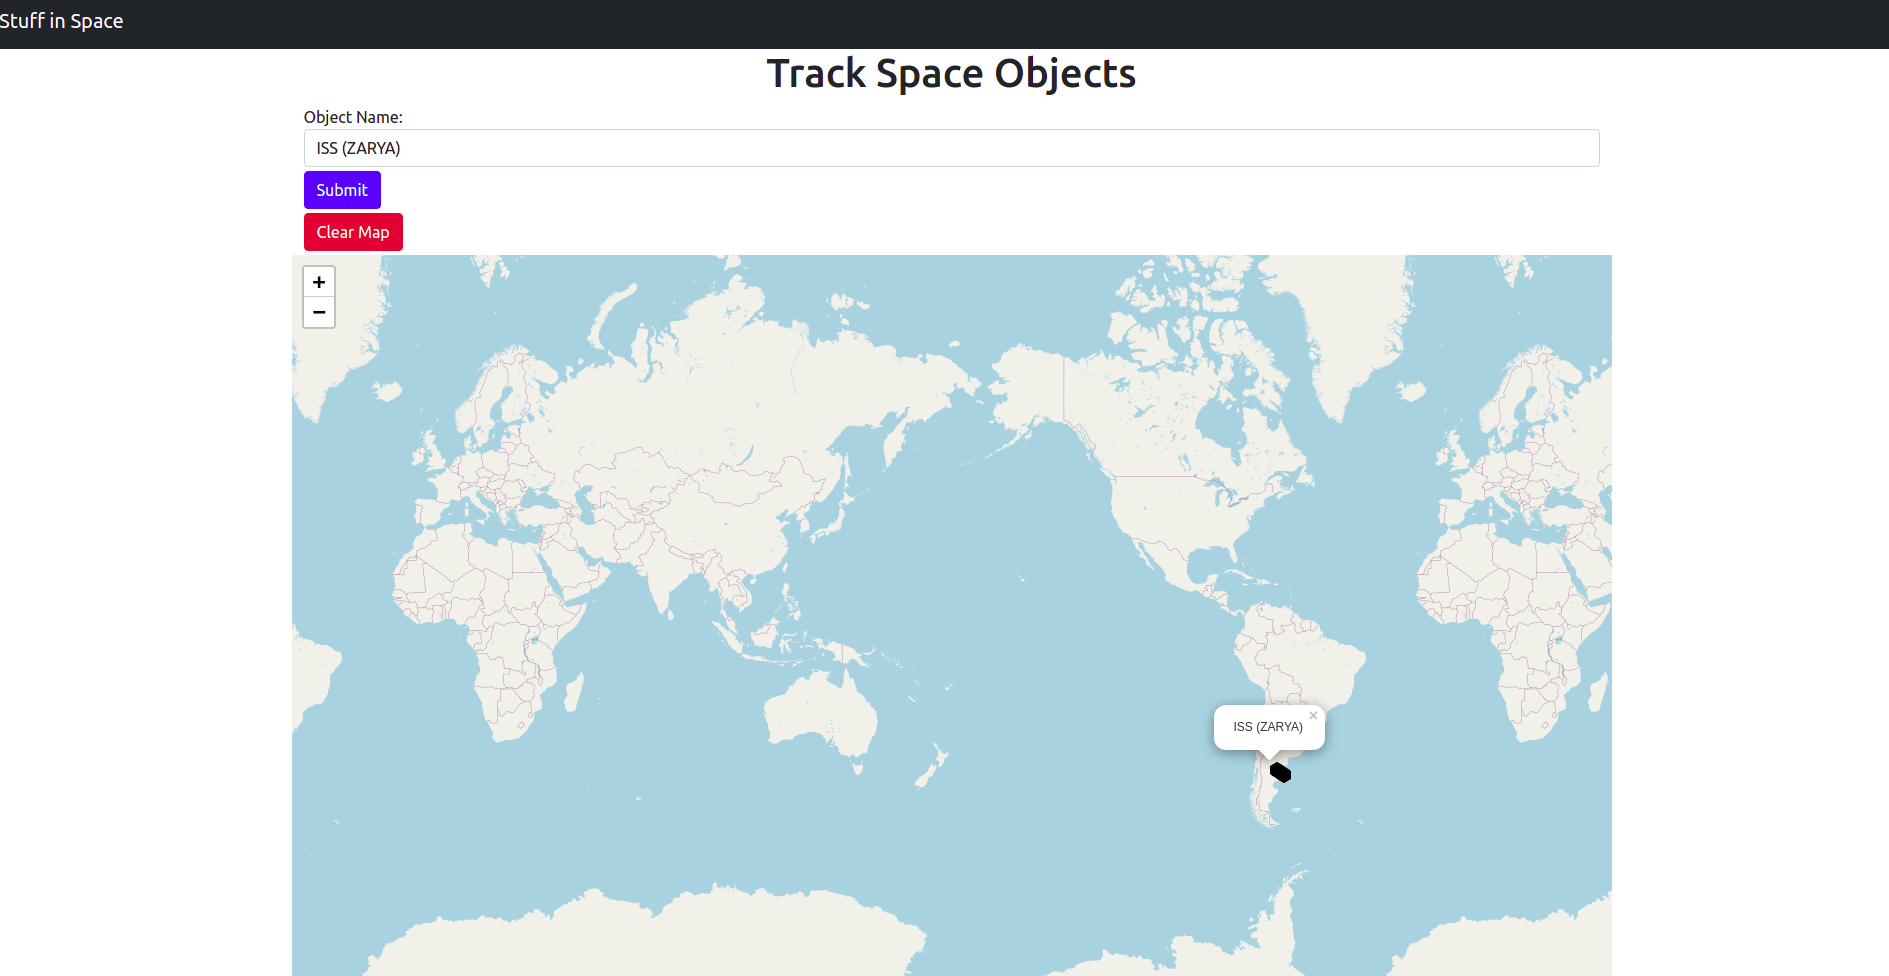 Stuff in Space
Track Space Objects
Object Name:
ISS (ZARYA)
Submit
Clear Map
+
−
ISS (ZARYA) ×